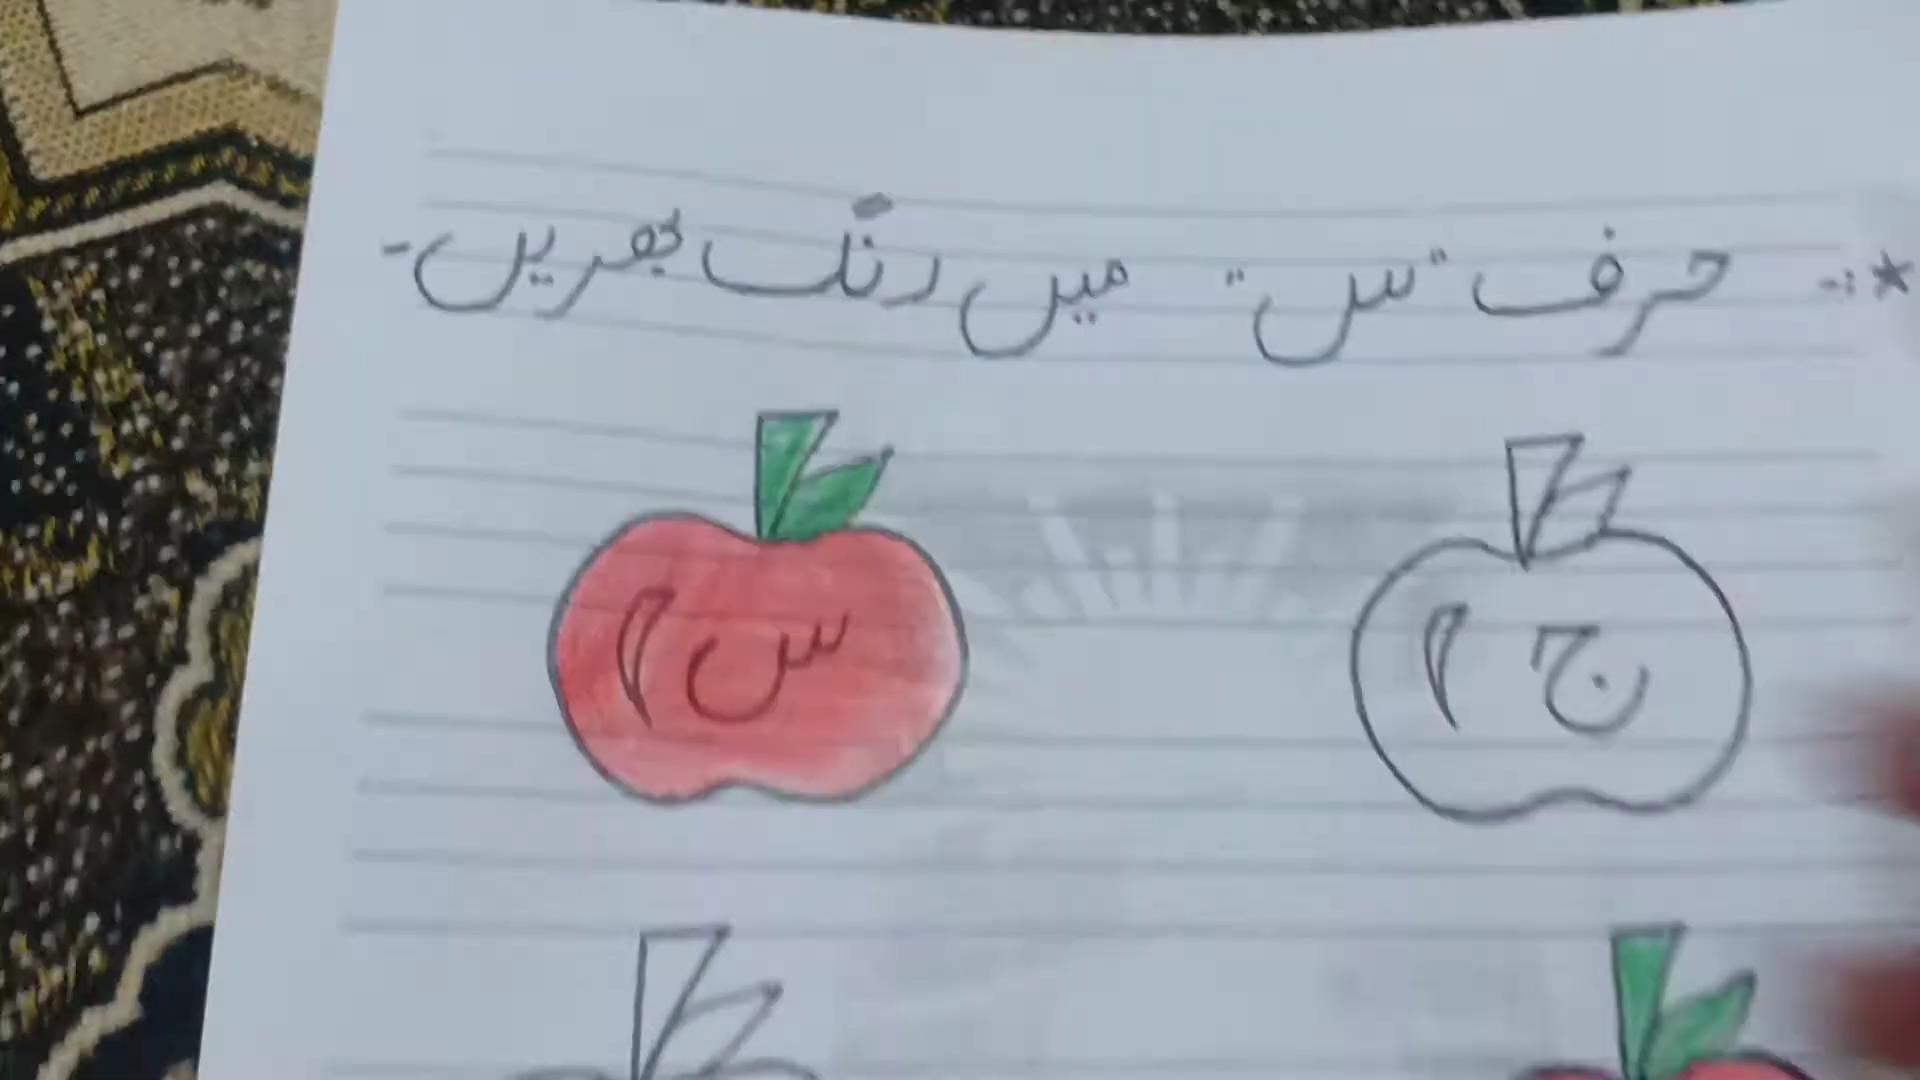 ★:- حرف "س" میں رنگ بھریں۔
ج
س